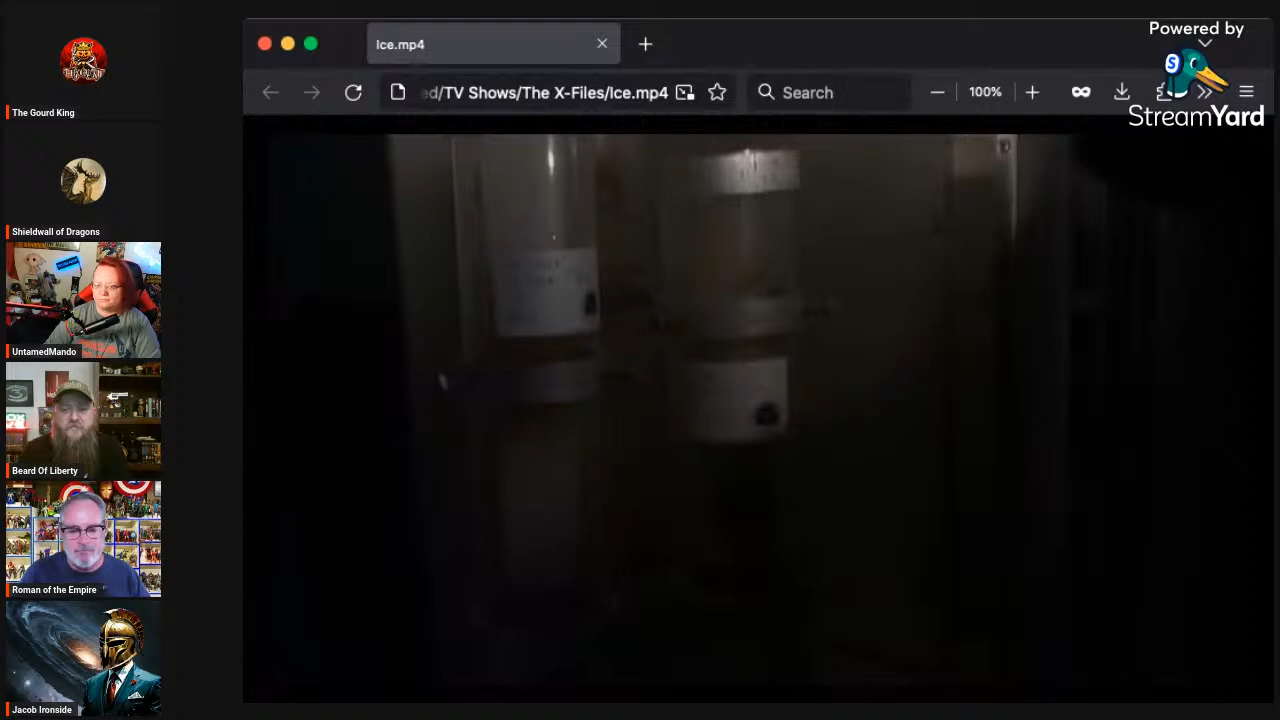 Ice.mp4
ed/TV Shows/The X-Files/Ice.mp4
Search
100%
Powered by
S
StreamYard
The Gourd King
Shieldwall of Dragons
UntamedMando
Beard Of Liberty
Roman of the Empire
Jacob Ironside